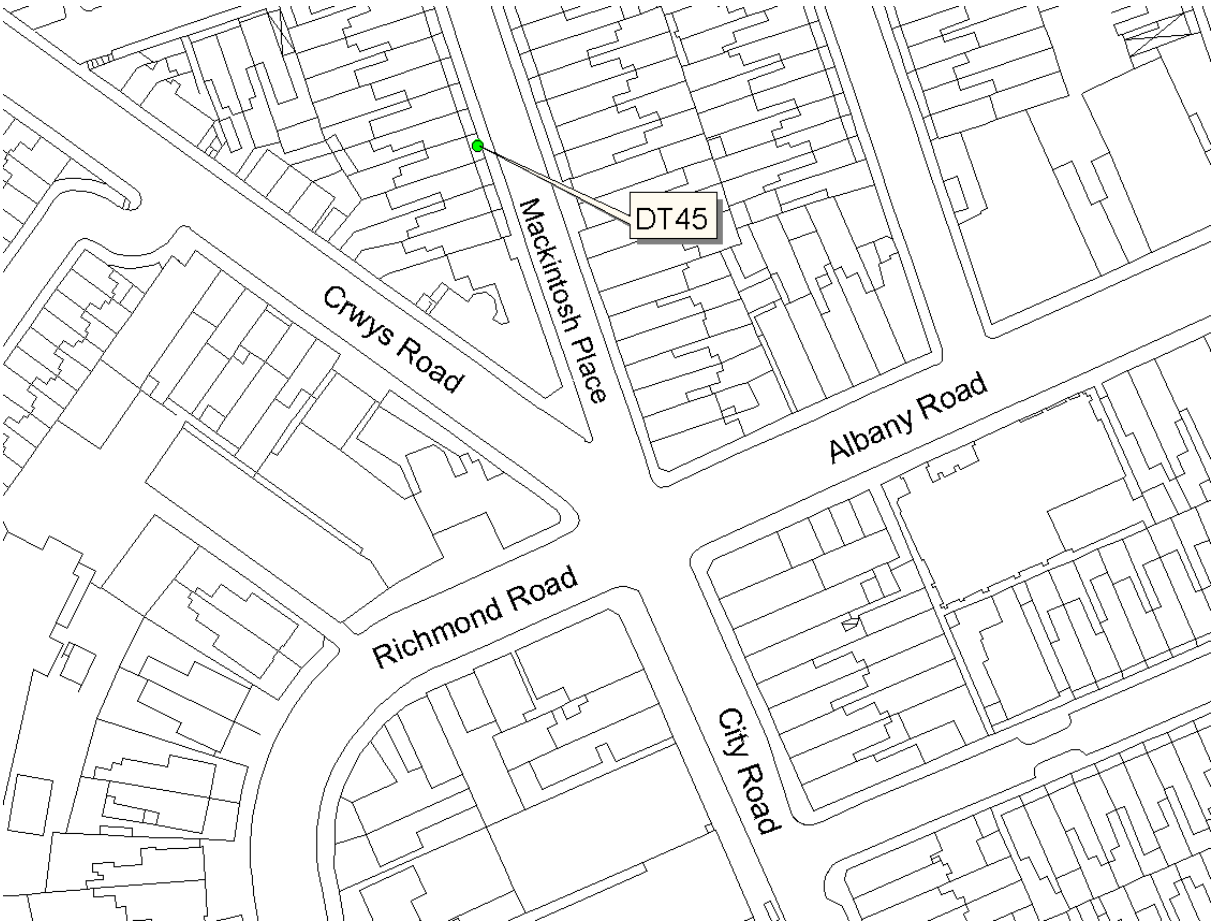 DT45
Mackintosh Place
Crwys Road
Albany Road
Richmond Road
City Road